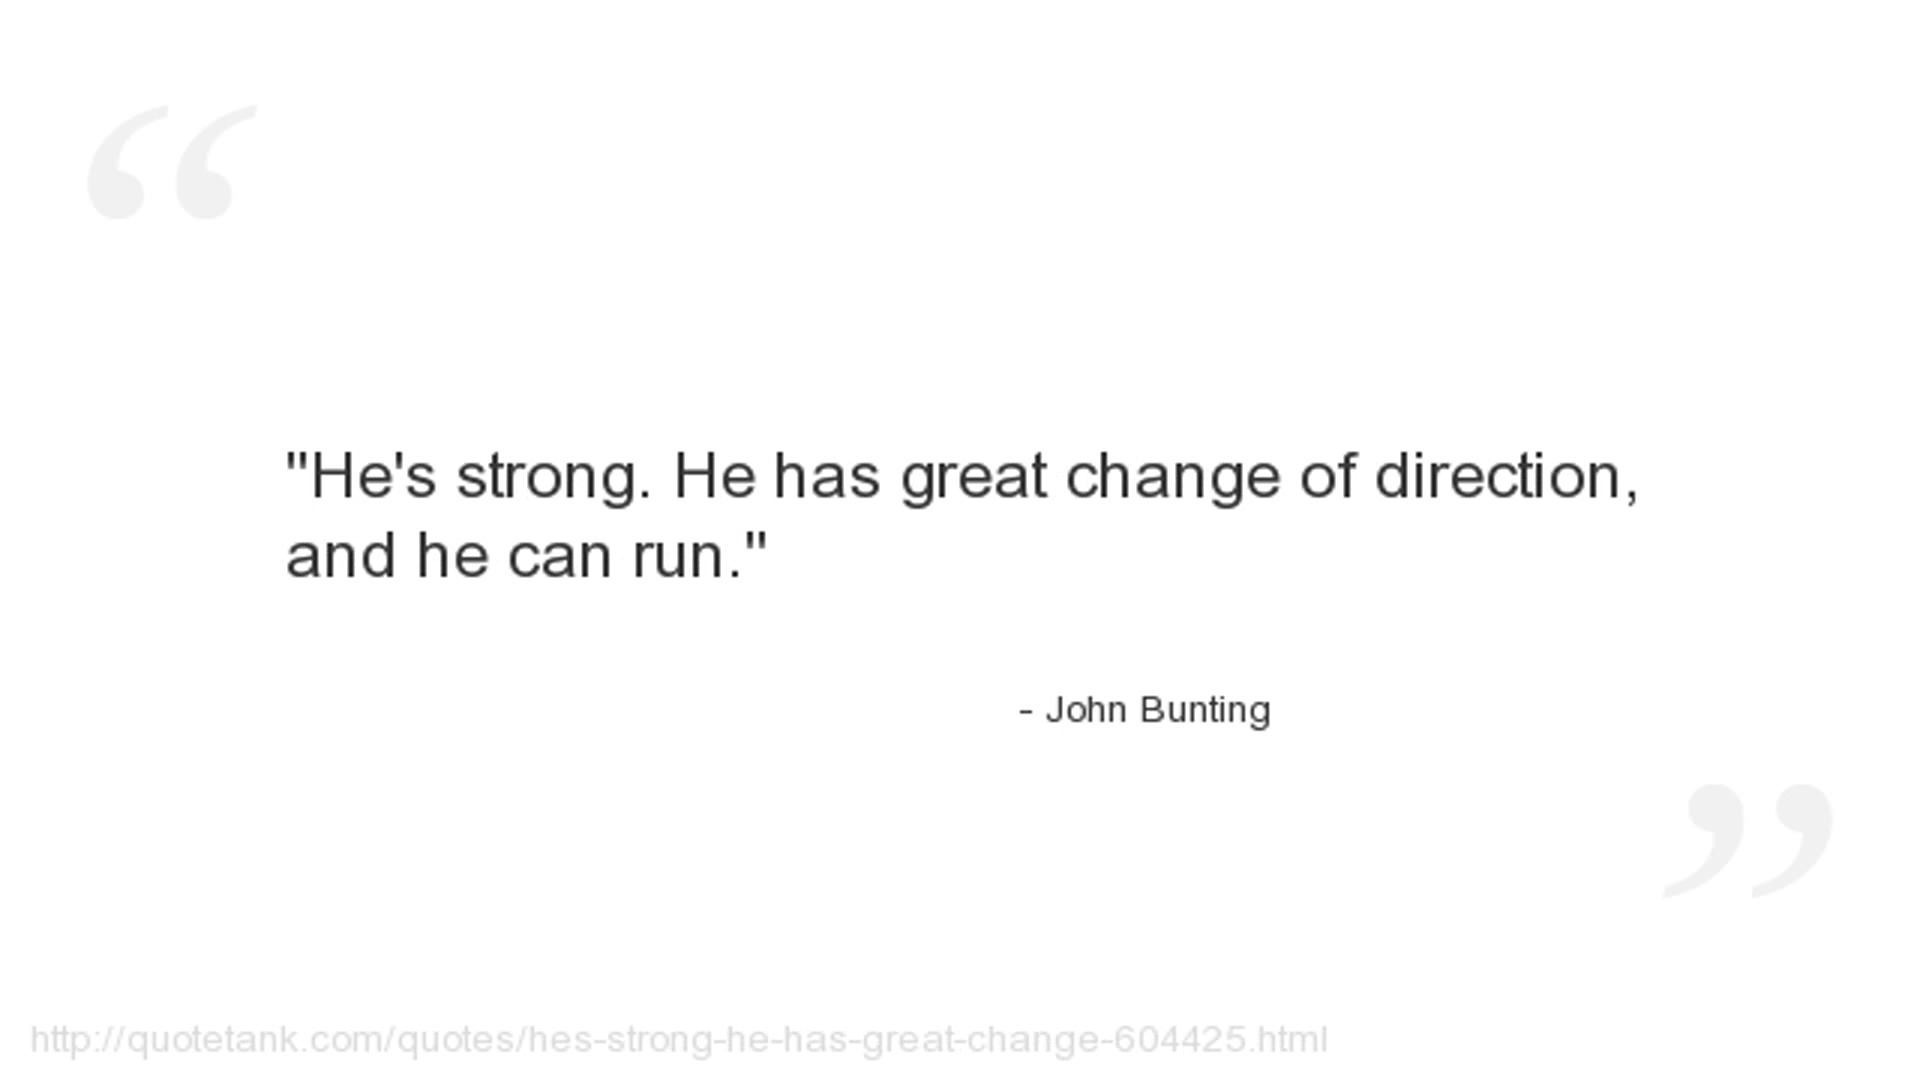 "He's strong. He has great change of direction,
and he can run."
- John Bunting
http://quotetank.com/quotes/hes-strong-he-has-great-change-604425.html